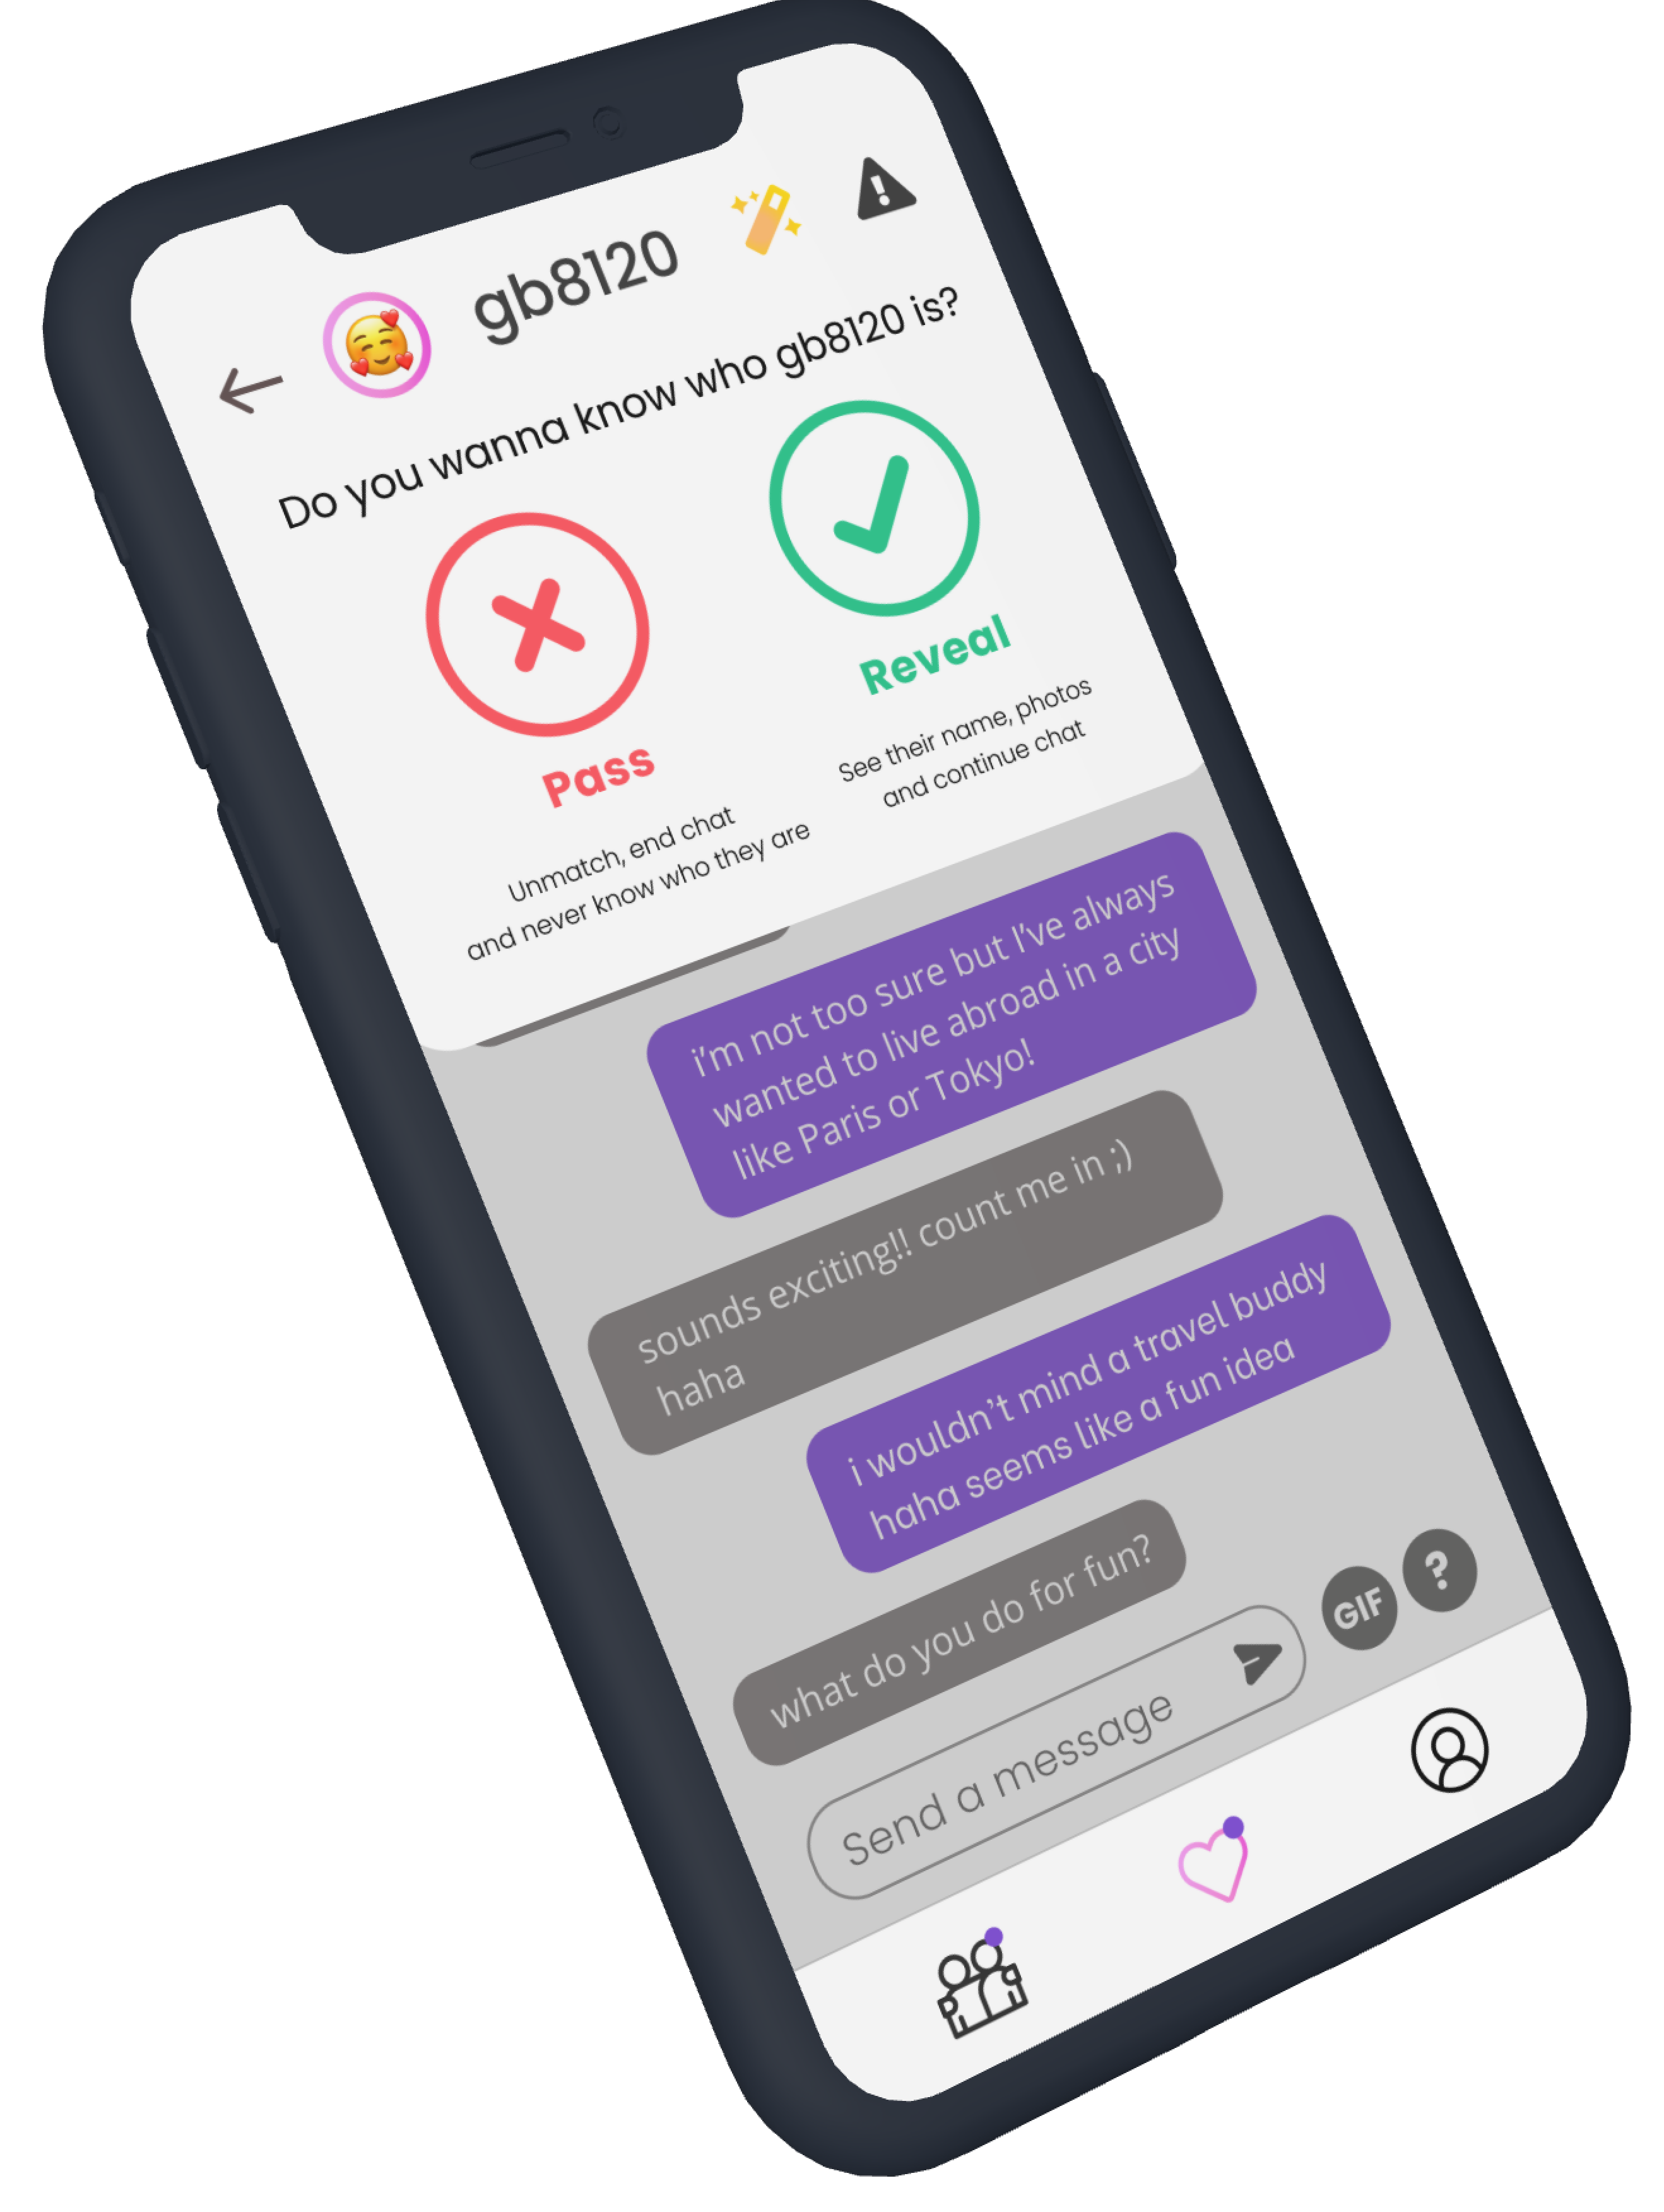 gb8120
Do you wanna know who gb8120 is?
Pass
Unmatch, end chat
and never know who they are
Reveal
See their name, photos
and continue chat
i'm not too sure but I've always
wanted to live abroad in a city
like Paris or Tokyo!
sounds exciting!! count me in ;)
haha
i wouldn't mind a travel buddy
haha seems like a fun idea
what do you do for fun?
Send a message
GIF
?